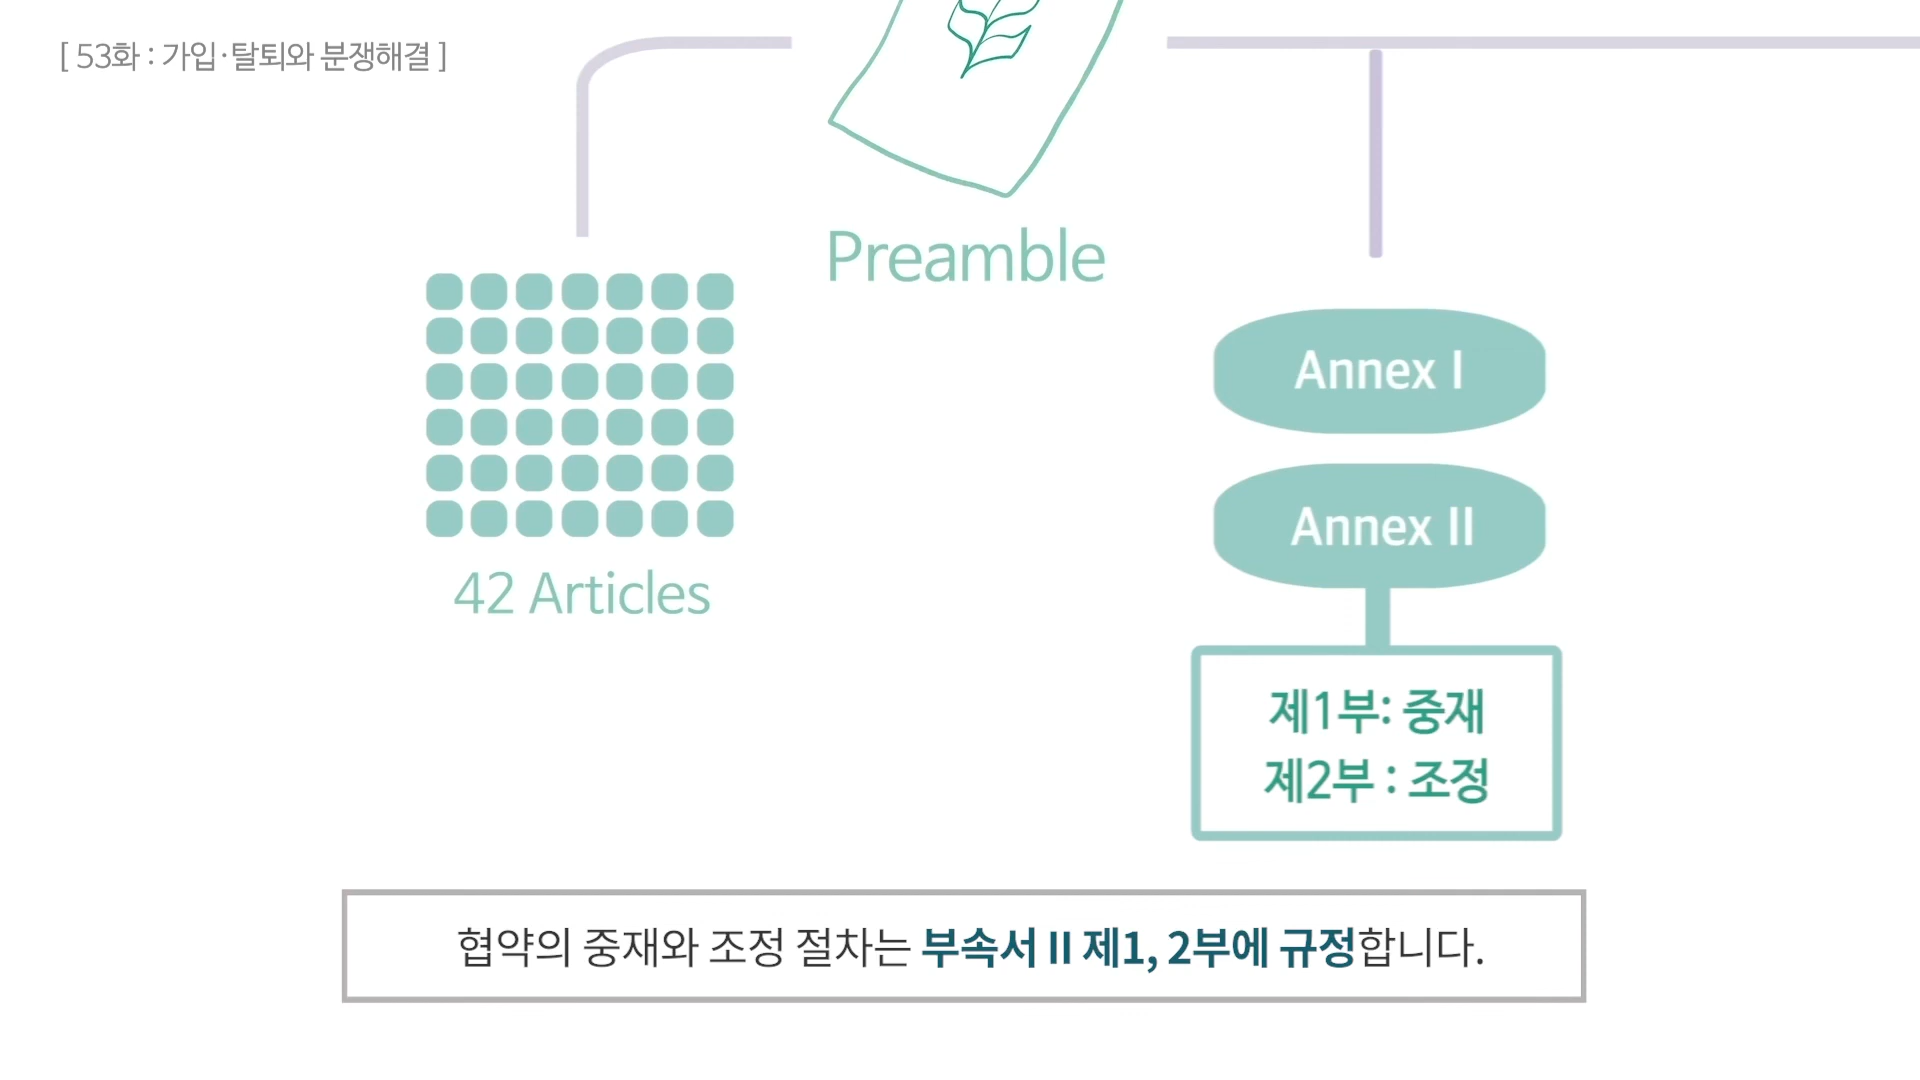 [ 53화 : 가입·탈퇴와 분쟁해결 ]
Preamble
42 Articles
Annex I
Annex II
제1부: 중재
제2부 : 조정
협약의 중재와 조정 절차는 부속서 II 제1, 2부에 규정합니다.